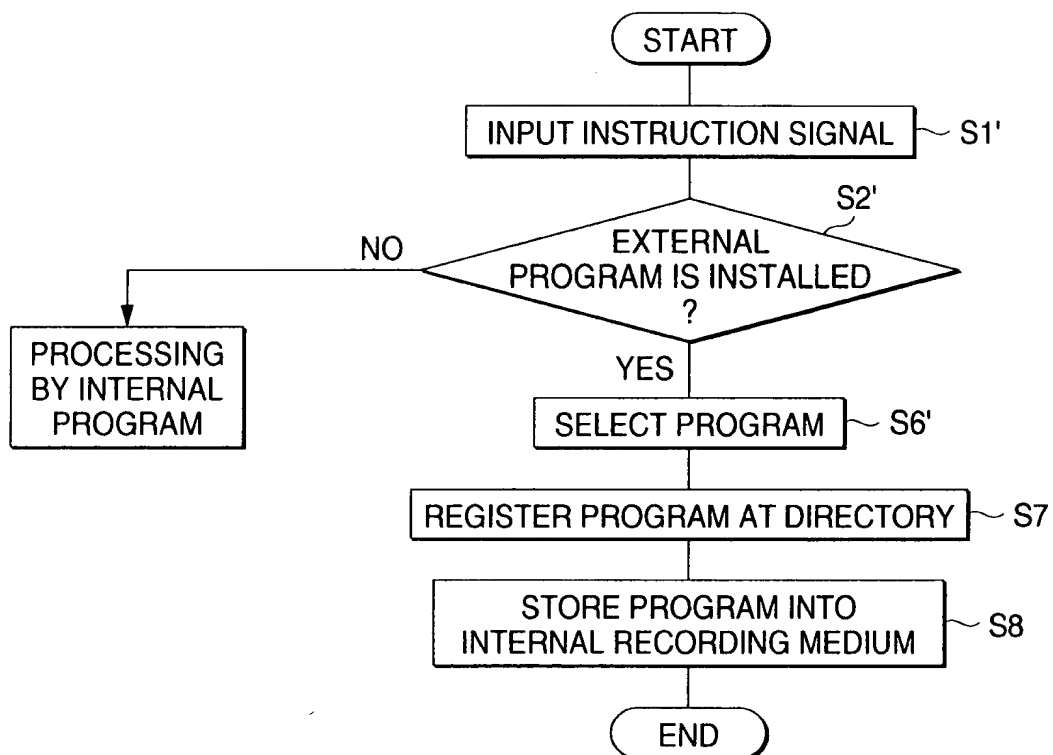 START
INPUT INSTRUCTION SIGNAL
S1'
S2'
EXTERNAL
PROGRAM IS INSTALLED
?
NO
YES
PROCESSING
BY INTERNAL
PROGRAM
SELECT PROGRAM
S6'
REGISTER PROGRAM AT DIRECTORY
S7
STORE PROGRAM INTO
INTERNAL RECORDING MEDIUM
S8
END